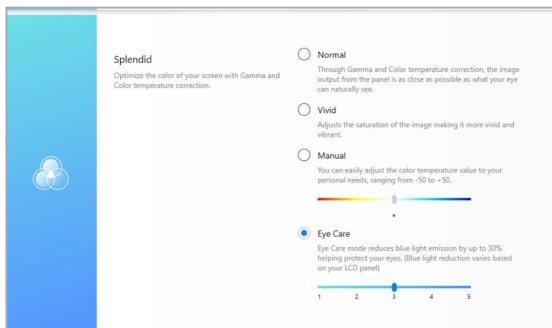 Splendid
Optimize the color of your screen with Gamma and
Color temperature correction.
Normal
Through Gamma and Color temperature correction, the image
output from the panel is as close as possible as what your eye
can naturally see.
Vivid
Adjusts the saturation of the image making it more vivid and
vibrant.
Manual
You can easily adjust the color temperature value to your
personal needs, ranging from -50 to +50.
Eye Care
Eye Care mode reduces blue light emission by up to 30%
helping protect your eyes. (Blue light reduction varies based
on your LCD panel)
1 2 3 4 5